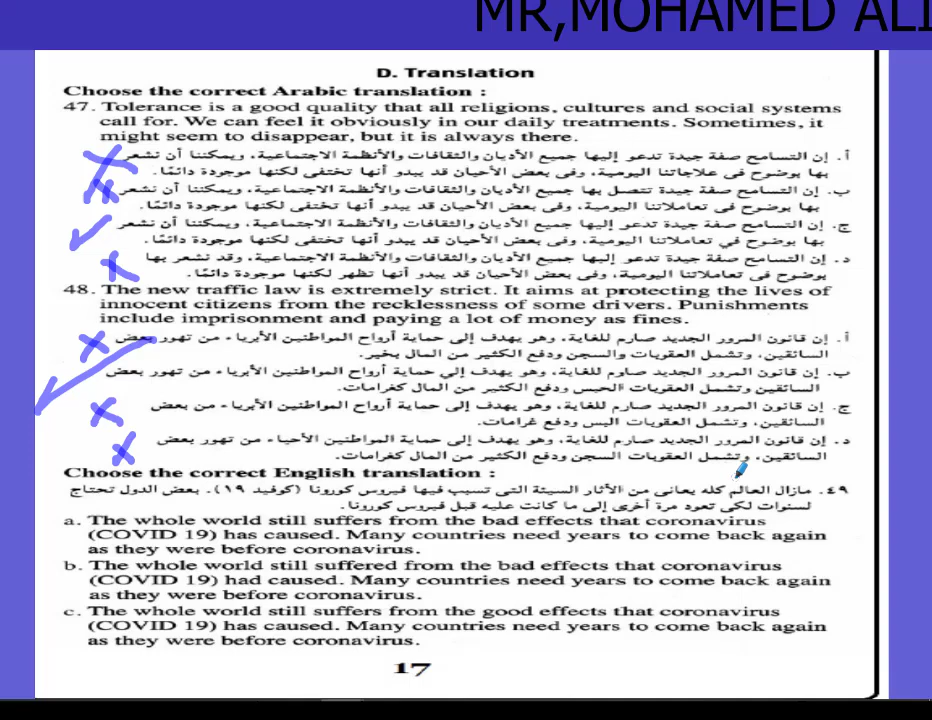 MR,MOHAMED ALI
D. Translation
Choose the correct Arabic translation :
47. Tolerance is a good quality that all religions, cultures and social systems
call for. We can feel it obviously in our daily treatments. Sometimes, it
might seem to disappear, but it is always there.
أ. إن التسامح صفة جيدة تدعو إليها جميع الأديان والثقافات والأنظمة الاجتماعية، ويمكننا أن نشعر
بها بوضوح في علاجاتنا اليومية، وفى بعض الأحيان قد يبدو أنها تختفى لكنها موجودة دائمًا.
ب. إن التسامح صفة جيدة تتصل بها جميع الأديان والثقافات والأنظمة الاجتماعية، ويمكننا أن نشعر
بها بوضوح فى تعاملاتنا اليومية، وفى بعض الأحيان قد يبدو أنها تختفى لكنها موجودة دائمًا.
ج. إن التسامح صفة جيدة تدعو إليها جميع الأديان والثقافات والأنظمة الاجتماعية، ويمكننا أن نشعر
بها بوضوح في تعاملاتنا اليومية، وفى بعض الأحيان قد يبدو أنها تختفى لكنها موجودة دائمًا.
د. إن التسامح صفة جيدة تدعو إليها جميع الأديان والثقافات والأنظمة الاجتماعية، وقد نشعر بها
بوضوح فى تعاملاتنا اليومية، وفى بعض الأحيان قد يبدو أنها تظهر لكنها موجودة دائمًا.
48. The new traffic law is extremely strict. It aims at protecting the lives of
innocent citizens from the recklessness of some drivers. Punishments
include imprisonment and paying a lot of money as fines.
أ. إن قانون المرور الجديد صارم للغاية، وهو يهدف إلى حماية أرواح المواطنين الأبرياء من تهور بعض
السائقين، وتشمل العقوبات والسجن ودفع الكثير من المال بخير.
ب. إن قانون المرور الجديد صاوم للغاية، وهو يهدف إلى حماية أرواح المواطنين الأبرياء من تهور بعض
السائقين وتشمل العقوبات الحبس ودفع الكثير من المال كغرامات.
ج. إن قانون المرور الجديد صارم للغاية، وهو يهدف إلى حماية أرواح المواطنين الأبرياء من بعض
السائقين، وتشمل العقوبات البس ودفع غرامات.
د. إن قانون المرور الجديد صارم للغاية، وهو يهدف إلى حماية المواطنين الأحياء من تهور بعض
السائقين، وتشمل العقوبات السجن ودفع الكثير من المال كغرامات.
Choose the correct English translation :
٤٩. مازال العالم كله يعانى من الأثار السيئة التى تسبب فيها فيروس كورونا (كوفيد ١٩). بعض الدول تحتاج
لسنوات لكى تعود مرة أخرى إلى ما كانت عليه قبل فيروس كورونا.
a. The whole world still suffers from the bad effects that coronavirus
(COVID 19) has caused. Many countries need years to come back again
as they were before coronavirus.
b. The whole world still suffered from the bad effects that coronavirus
(COVID 19) had caused. Many countries need years to come back again
as they were before coronavirus.
c. The whole world still suffers from the good effects that coronavirus
(COVID 19) has caused. Many countries need years to come back again
as they were before coronavirus.
17